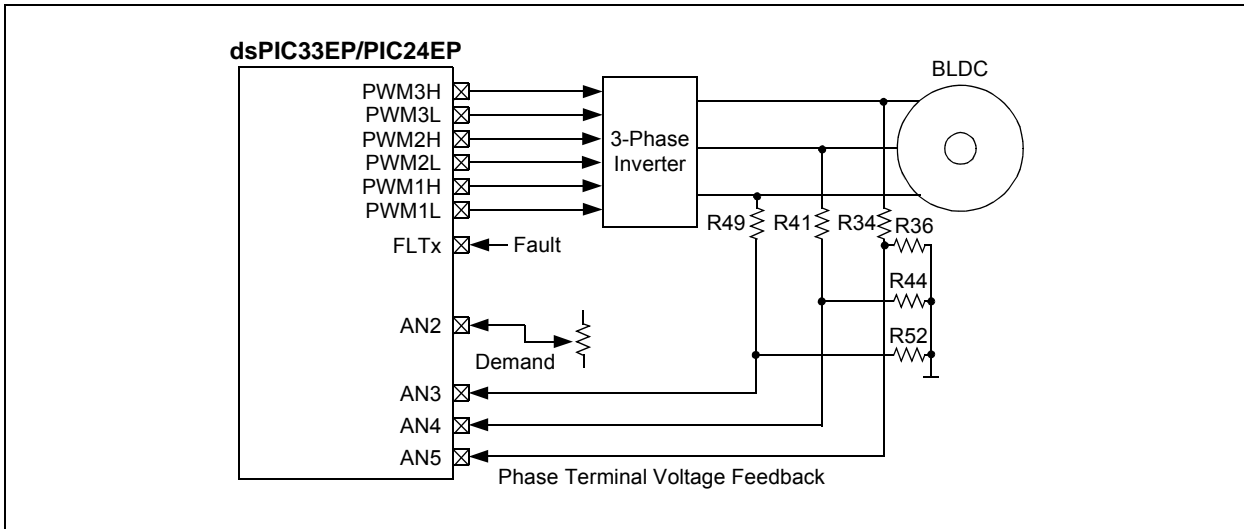 dsPIC33EP/PIC24EP
BLDC
PWM3H
PWM3L
PWM2H
PWM2L
PWM1H
PWM1L
3-Phase
Inverter
R49
R41
R34
R36
FLTx
Fault
R44
AN2
R52
Demand
AN3
AN4
AN5
Phase Terminal Voltage Feedback